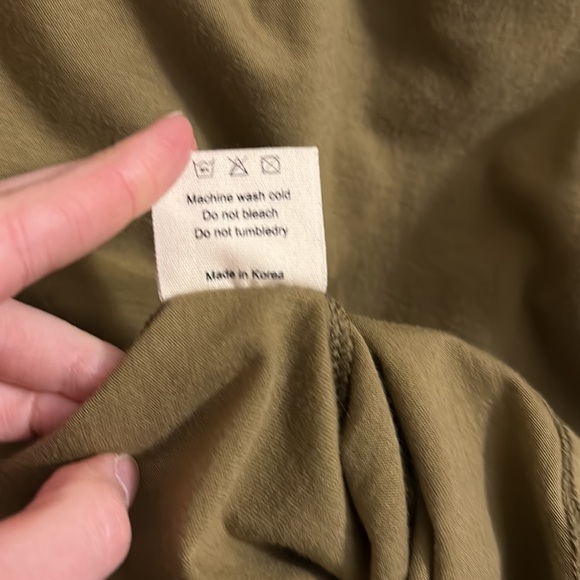 Machine wash cold
Do not bleach
Do not tumbledry
Made in Korea